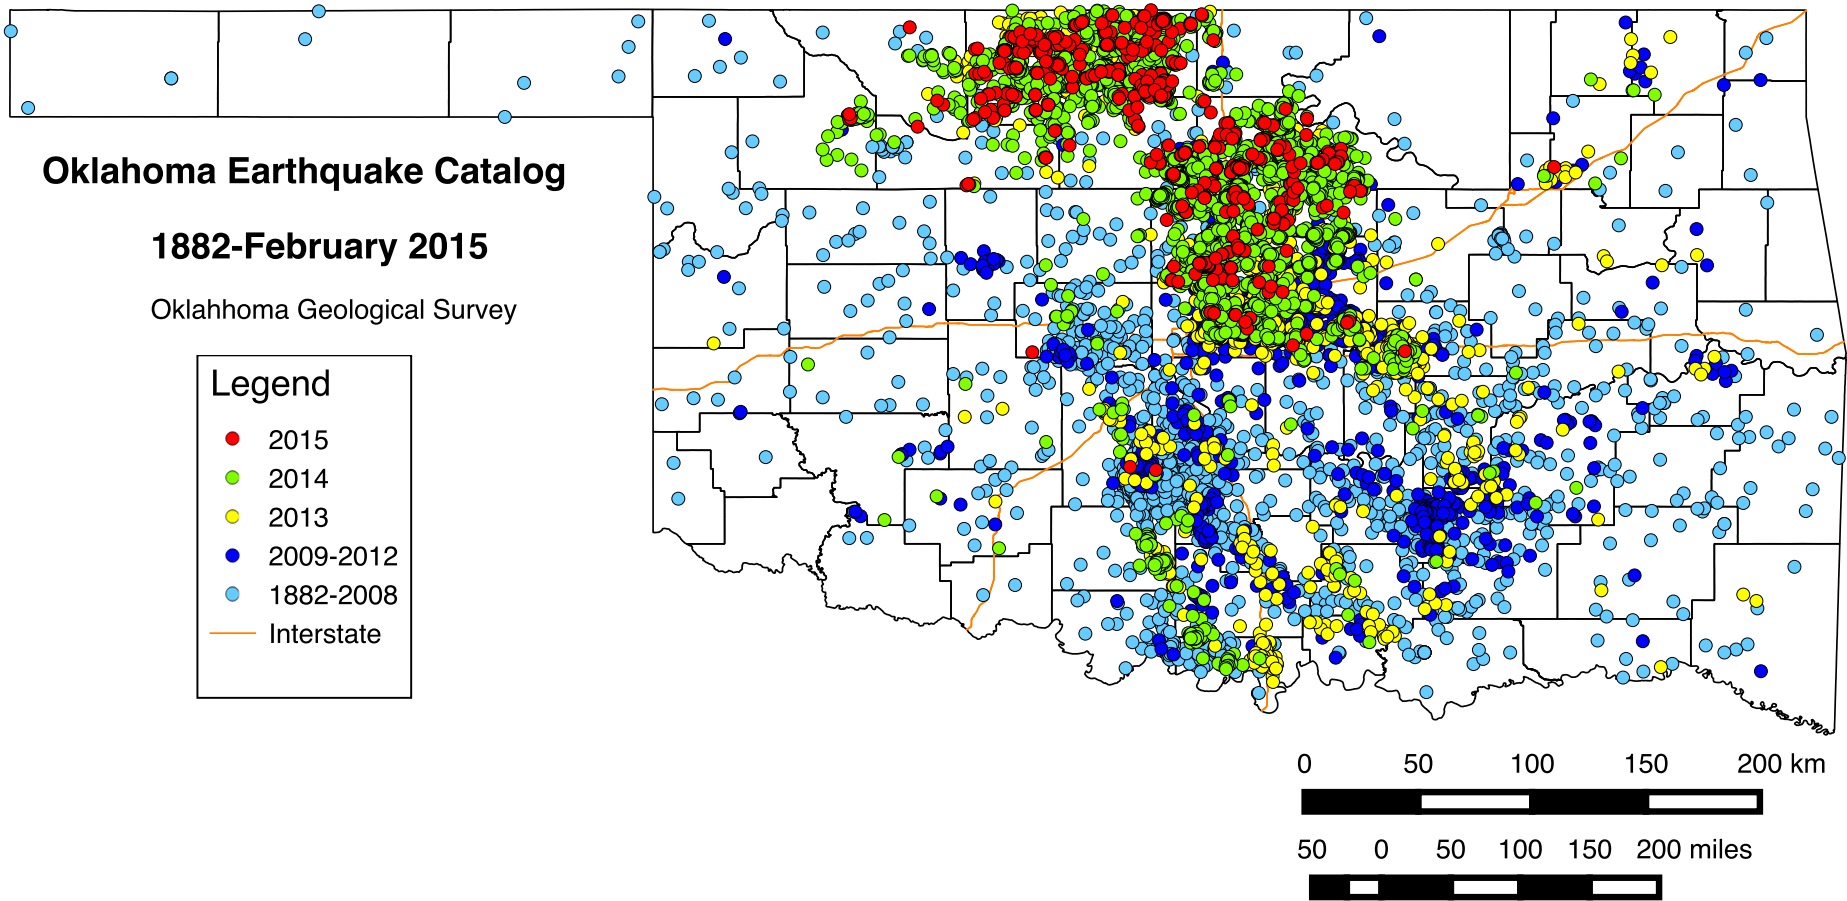 Oklahoma Earthquake Catalog
1882-February 2015
Oklahhoma Geological Survey
Legend
2015
2014
2013
2009-2012
1882-2008
Interstate
0 50 100 150 200 km
50 0 50 100 150 200 miles